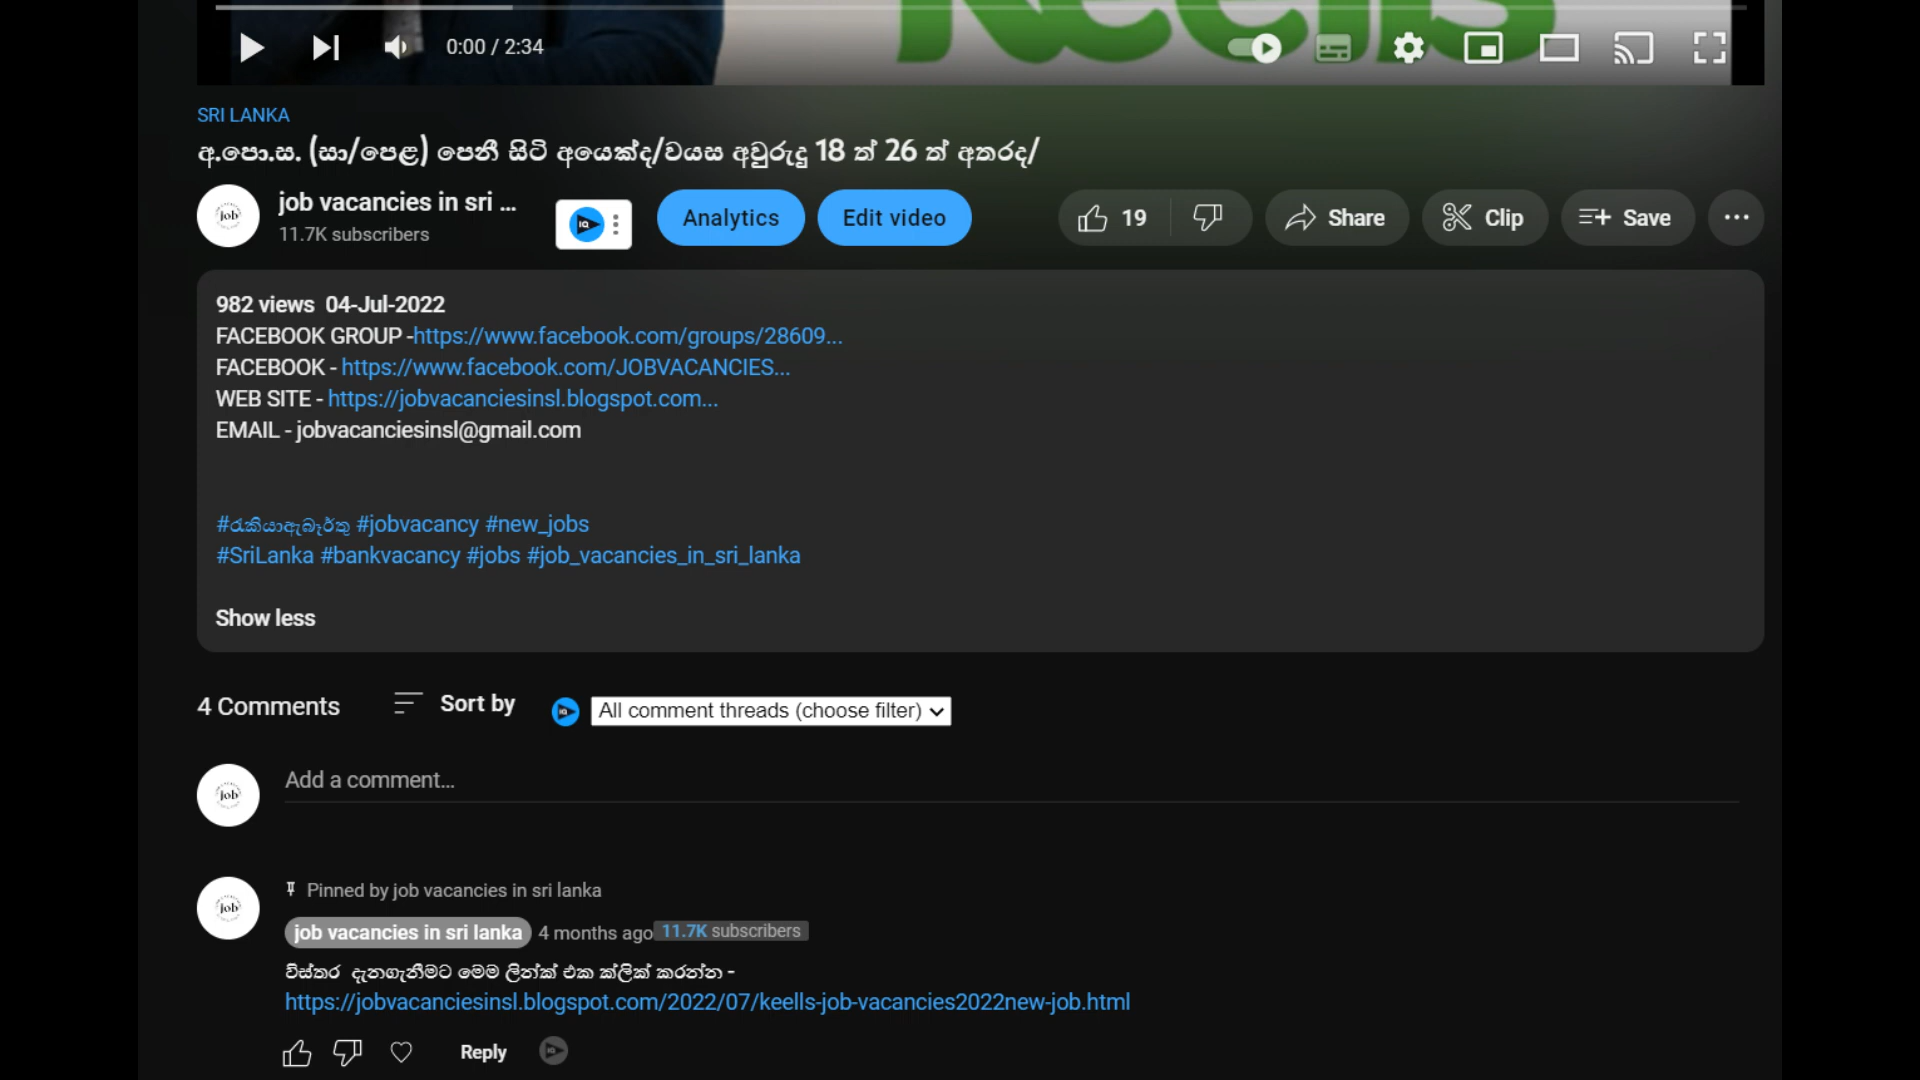 Keells
0:00 / 2:34
SRI LANKA
අ.පො.ස. (සා/පෙළ) පෙනී සිටි අයෙක්ද/වයස අවුරුදු 18 ත් 26 ත් අතරද/
job vacancies in sri ...
11.7K subscribers
Analytics
Edit video
19
Share
Clip
Save
982 views 04-Jul-2022
FACEBOOK GROUP -https://www.facebook.com/groups/28609...
FACEBOOK - https://www.facebook.com/JOBVACANCIES...
WEB SITE - https://jobvacanciesinsl.blogspot.com...
EMAIL - jobvacanciesinsl@gmail.com
#රැකියාඇබෑර්තු #jobvacancy #new_jobs
#SriLanka #bankvacancy #jobs #job_vacancies_in_sri_lanka
Show less
4 Comments
Sort by
All comment threads (choose filter)
job
Add a comment...
job
Pinned by job vacancies in sri lanka
job vacancies in sri lanka 4 months ago 11.7K subscribers
විස්තර දැනගැනීමට මෙම ලින්ක් එක ක්ලික් කරන්න -
https://jobvacanciesinsl.blogspot.com/2022/07/keells-job-vacancies2022new-job.html
Reply